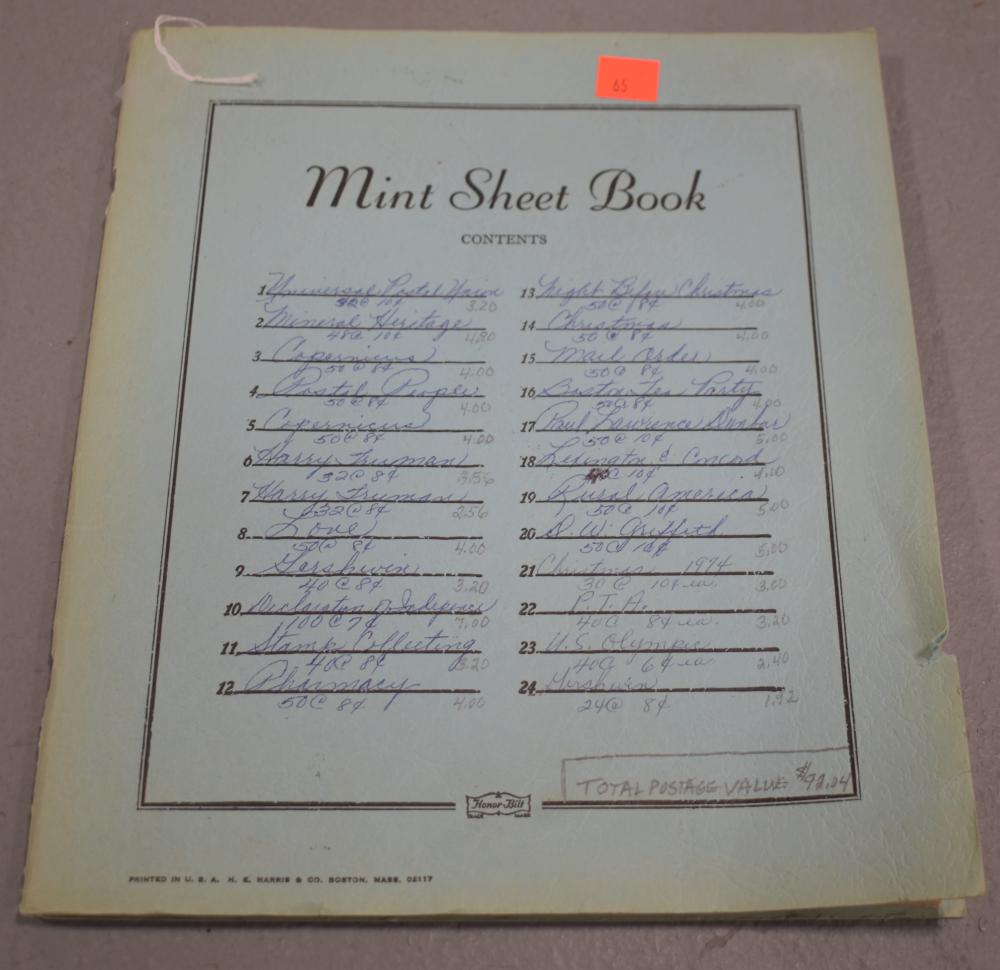 65
Mint Sheet Book
CONTENTS
1 Universal Postal Union
32@ 10¢ 3.20
2 Mineral Heritage
48@ 10¢ 4.80
3. Copernicus
50@ 8¢ 4.00
4. Postal People
50@ 8¢ 4.00
5 Copernicus
50@ 8¢ 4.00
6 Harry Truman
32@ 8¢ 2.56
7 Harry Truman
32@8¢ 2.56
8. Love
50@ 8¢ 4.00
9. Gershwin
40@ 8¢ 3.20
10 Declaration of Independence
100@ 7¢ 7.00
11. Stamp Collecting
40@ 8¢ 3.20
12 Pharmacy
50@ 8¢ 4.00
13 Night Before Christmas
50@ 8¢ 4.00
14 Christmas
50@ 8¢ 4.00
15 Mail Order
50@ 8¢ 4.00
16 Boston Tea Party
50@ 8¢ 4.00
17 Paul Lawrence Dunbar
50@ 10¢ 5.00
18 Lexington & Concord
@ 10¢ 4.00
19 Rural America
50@ 10¢ 5.00
20 D. W. Griffith
50@ 10¢ 5.00
21 Christmas 1974
30@ 10¢ ea. 3.00
22 P.T.A.
40@ 8¢ ea. 3.20
23 U.S. Olympic
40@ 6¢ ea 2.40
24 Gershwin
24@ 8¢ 1.92
TOTAL POSTAGE VALUE $92.04
Honor-Bilt
PRINTED IN U. S. A. H. E. HARRIS & CO. BOSTON, MASS. 02117